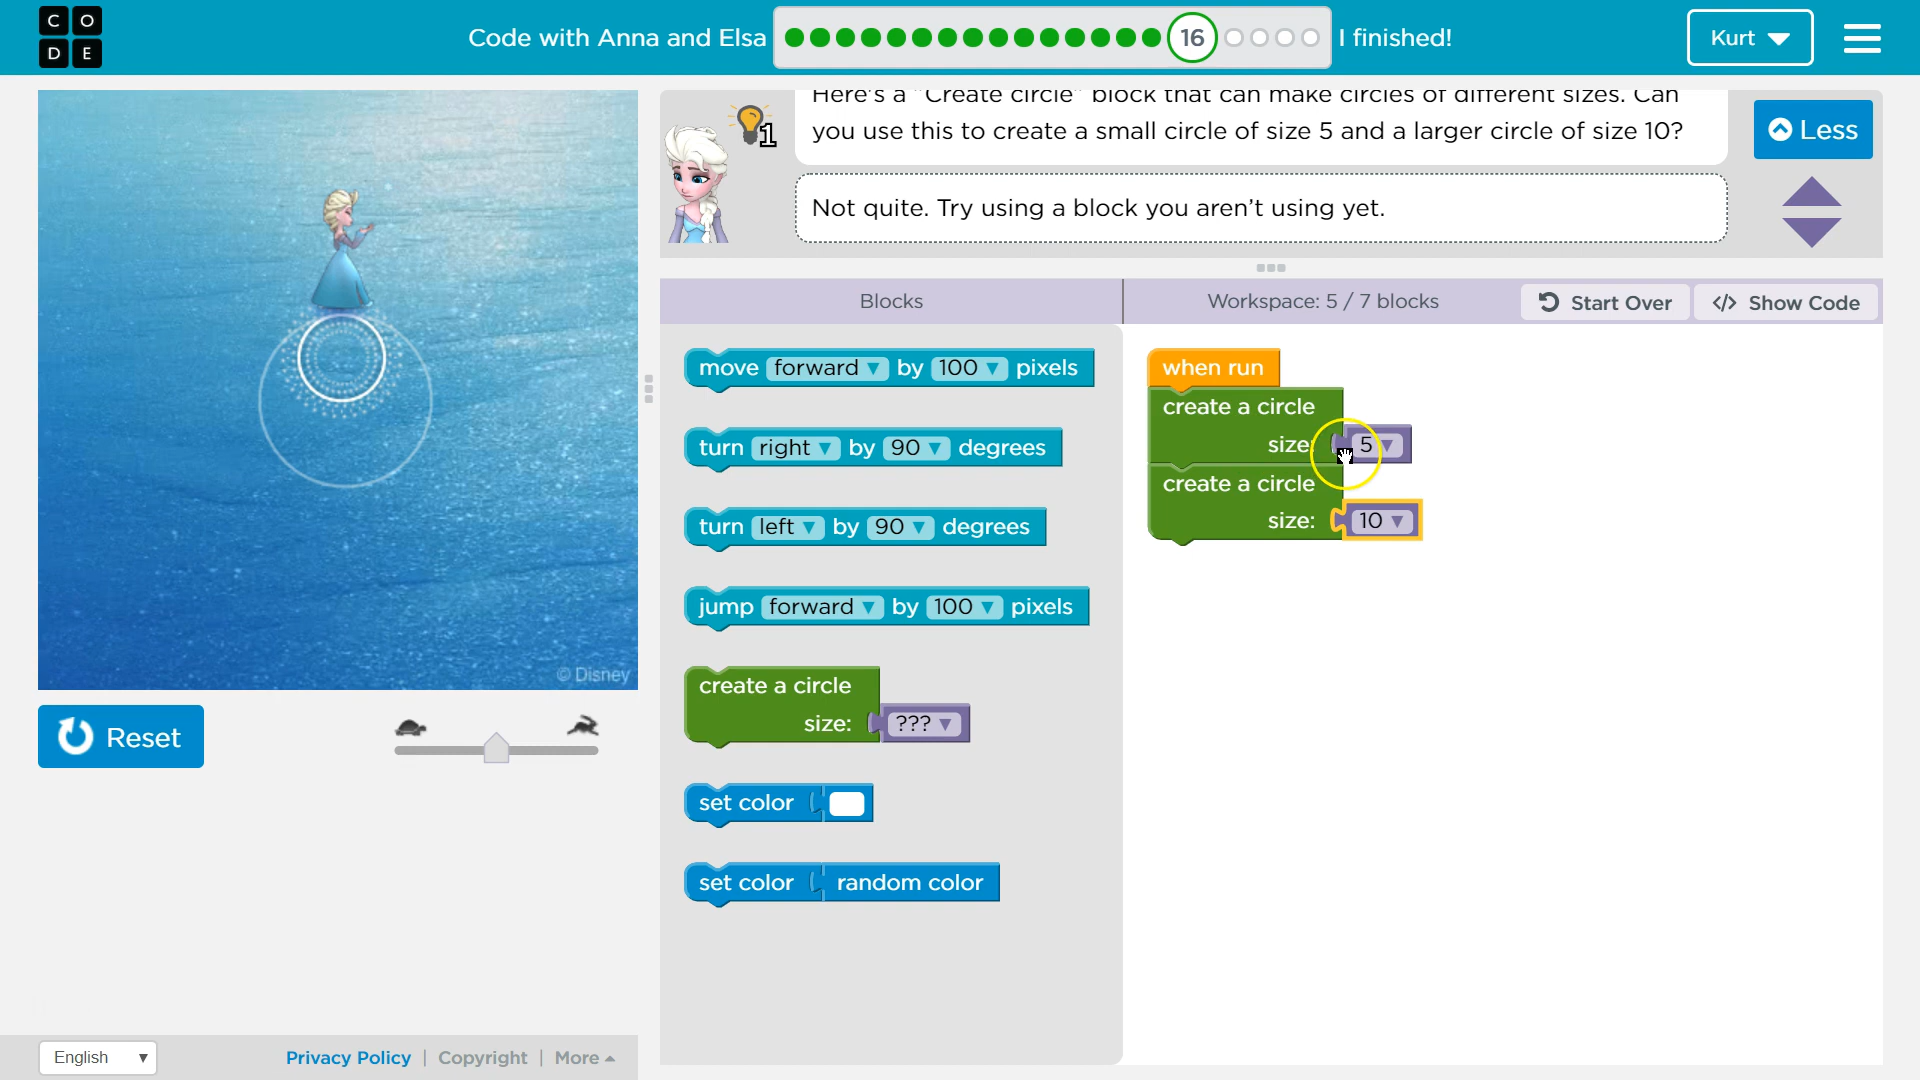 C O
D E
Code with Anna and Elsa
16
I finished!
Kurt
Here's a "Create circle" block that can make circles of different sizes. Can
you use this to create a small circle of size 5 and a larger circle of size 10?
1
Less
Not quite. Try using a block you aren't using yet.
Blocks
Workspace: 5 / 7 blocks
Start Over
</> Show Code
move forward by 100 pixels
turn right by 90 degrees
turn left by 90 degrees
jump forward by 100 pixels
create a circle
size: ???
set color
set color random color
when run
create a circle
size: 5
create a circle
size: 10
© Disney
Reset
English
Privacy Policy | Copyright | More